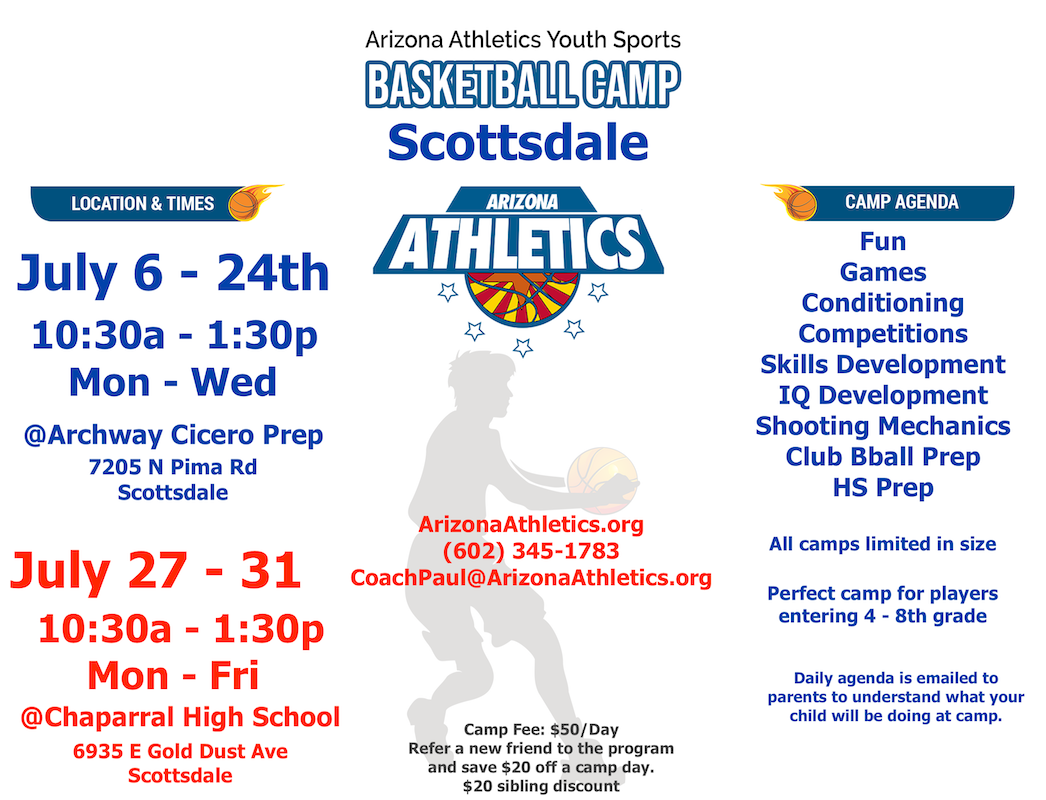 Arizona Athletics Youth Sports
BASKETBALL CAMP
Scottsdale
LOCATION & TIMES
July 6 - 24th
10:30a - 1:30p
Mon - Wed
@Archway Cicero Prep
7205 N Pima Rd
Scottsdale
July 27 - 31
10:30a - 1:30p
Mon - Fri
@Chaparral High School
6935 E Gold Dust Ave
Scottsdale
ARIZONA
ATHLETICS
ArizonaAthletics.org
(602) 345-1783
CoachPaul@ArizonaAthletics.org
Camp Fee: $50/Day
Refer a new friend to the program
and save $20 off a camp day.
$20 sibling discount
CAMP AGENDA
Fun
Games
Conditioning
Competitions
Skills Development
IQ Development
Shooting Mechanics
Club Bball Prep
HS Prep
All camps limited in size
Perfect camp for players
entering 4 - 8th grade
Daily agenda is emailed to
parents to understand what your
child will be doing at camp.